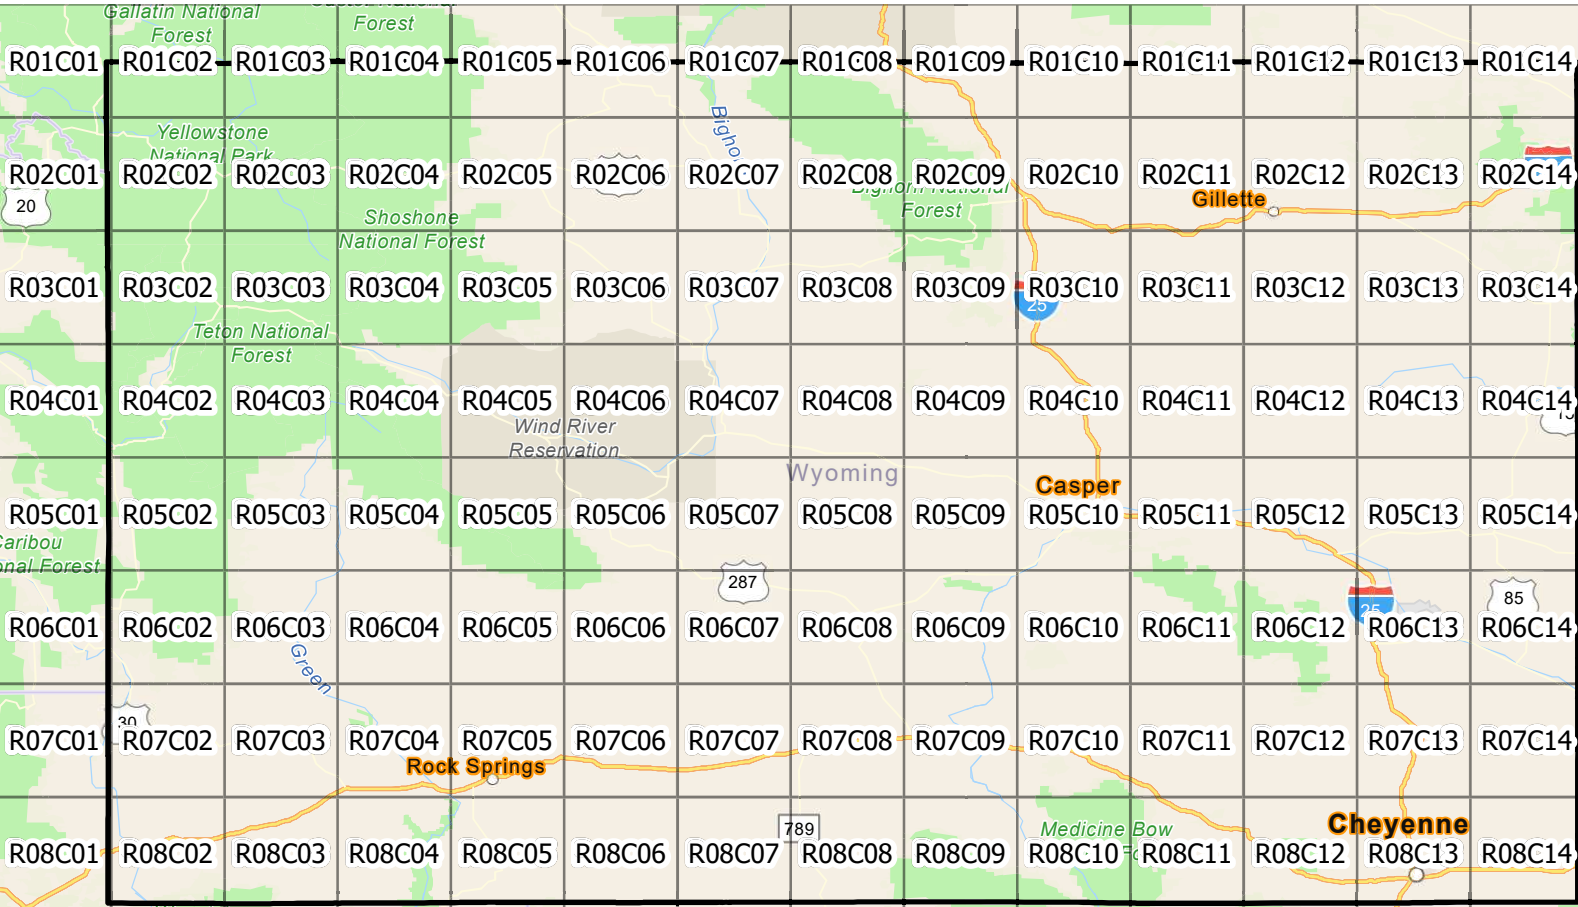 Gallatin National
Forest
Forest
R01C01 R01C02 R01C03 R01C04 R01C05 R01C06 R01C07 R01C08 R01C09 R01C10 R01C11 R01C12 R01C13 R01C14
Yellowstone
National Park
R02C01 R02C02 R02C03 R02C04 R02C05 R02C06 R02C07 R02C08 R02C09 R02C10 R02C11 R02C12 R02C13 R02C14
Bighorn National
Forest
20
Gillette
Shoshone
National Forest
R03C01 R03C02 R03C03 R03C04 R03C05 R03C06 R03C07 R03C08 R03C09 R03C10 R03C11 R03C12 R03C13 R03C14
25
Teton National
Forest
R04C01 R04C02 R04C03 R04C04 R04C05 R04C06 R04C07 R04C08 R04C09 R04C10 R04C11 R04C12 R04C13 R04C14
Wind River
Reservation
Wyoming
Casper
R05C01 R05C02 R05C03 R05C04 R05C05 R05C06 R05C07 R05C08 R05C09 R05C10 R05C11 R05C12 R05C13 R05C14
Caribou
onal Forest
287
85
25
R06C01 R06C02 R06C03 R06C04 R06C05 R06C06 R06C07 R06C08 R06C09 R06C10 R06C11 R06C12 R06C13 R06C14
Green
30
R07C01 R07C02 R07C03 R07C04 R07C05 R07C06 R07C07 R07C08 R07C09 R07C10 R07C11 R07C12 R07C13 R07C14
Rock Springs
789
Medicine Bow
Cheyenne
R08C01 R08C02 R08C03 R08C04 R08C05 R08C06 R08C07 R08C08 R08C09 R08C10 R08C11 R08C12 R08C13 R08C14